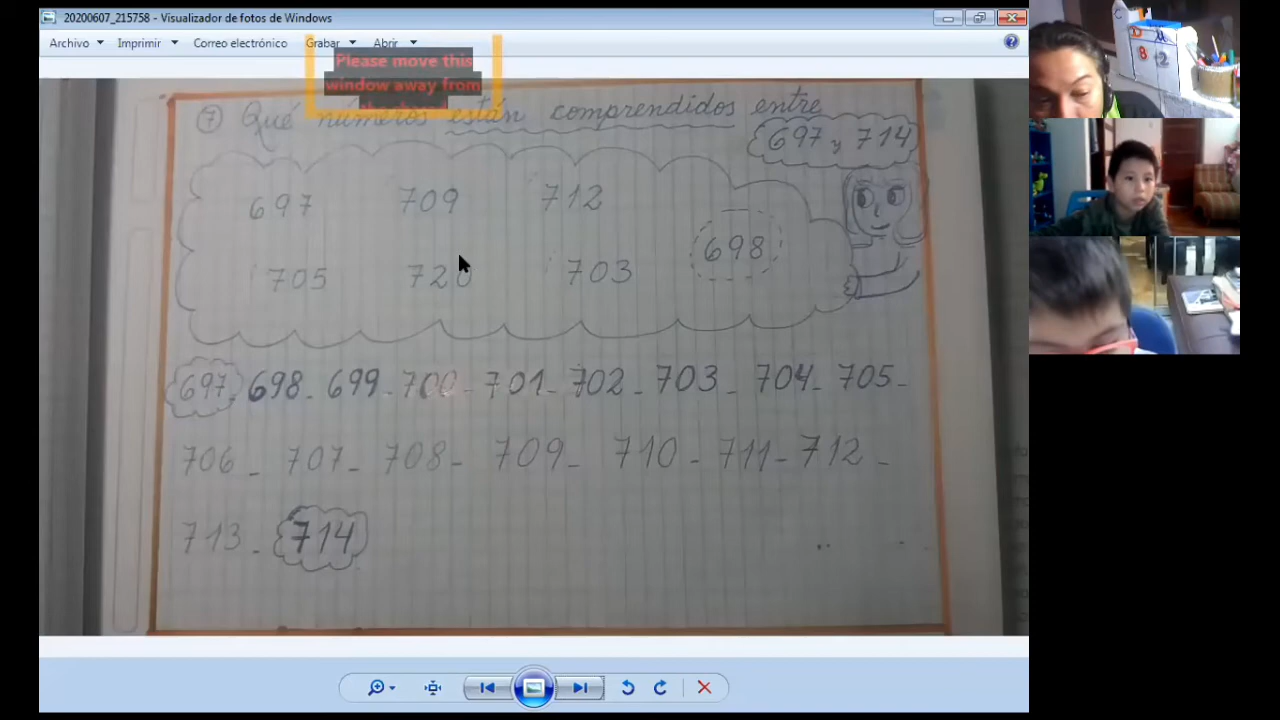 20200607_215758 - Visualizador de fotos de Windows
Archivo Imprimir Correo electrónico Grabar Abrir
Please move this
window away from
7 Qué números están comprendidos entre
697 y 714
697 709 712
698
705 720 703
697 - 698 - 699 - 700 - 701 - 702 - 703 - 704 - 705 -
706 - 707 - 708 - 709 - 710 - 711 - 712 -
713 - 714
C
D U
8 2